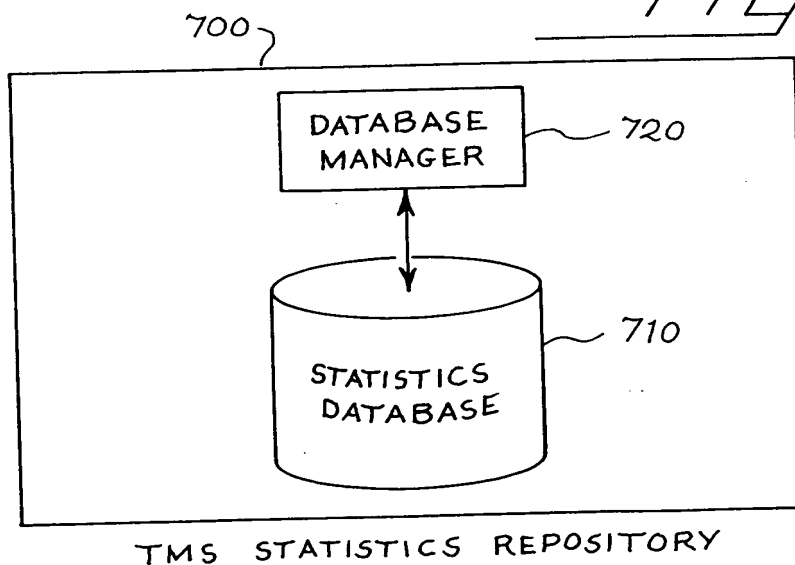 700
DATABASE
MANAGER
720
710
STATISTICS
DATABASE
TMS STATISTICS REPOSITORY